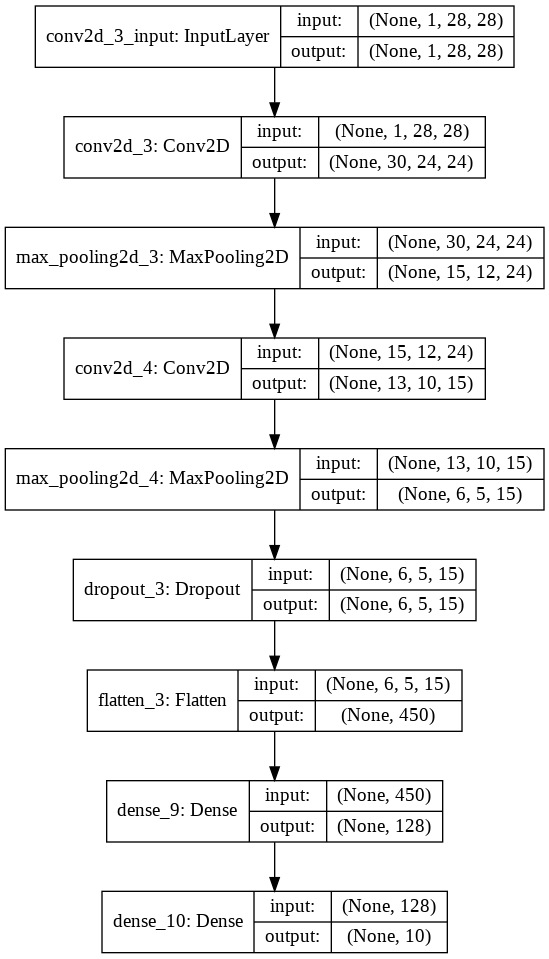 conv2d_3_input: InputLayer
input: (None, 1, 28, 28)
output: (None, 1, 28, 28)
conv2d_3: Conv2D
input: (None, 1, 28, 28)
output: (None, 30, 24, 24)
max_pooling2d_3: MaxPooling2D
input: (None, 30, 24, 24)
output: (None, 15, 12, 24)
conv2d_4: Conv2D
input: (None, 15, 12, 24)
output: (None, 13, 10, 15)
max_pooling2d_4: MaxPooling2D
input: (None, 13, 10, 15)
output: (None, 6, 5, 15)
dropout_3: Dropout
input: (None, 6, 5, 15)
output: (None, 6, 5, 15)
flatten_3: Flatten
input: (None, 6, 5, 15)
output: (None, 450)
dense_9: Dense
input: (None, 450)
output: (None, 128)
dense_10: Dense
input: (None, 128)
output: (None, 10)